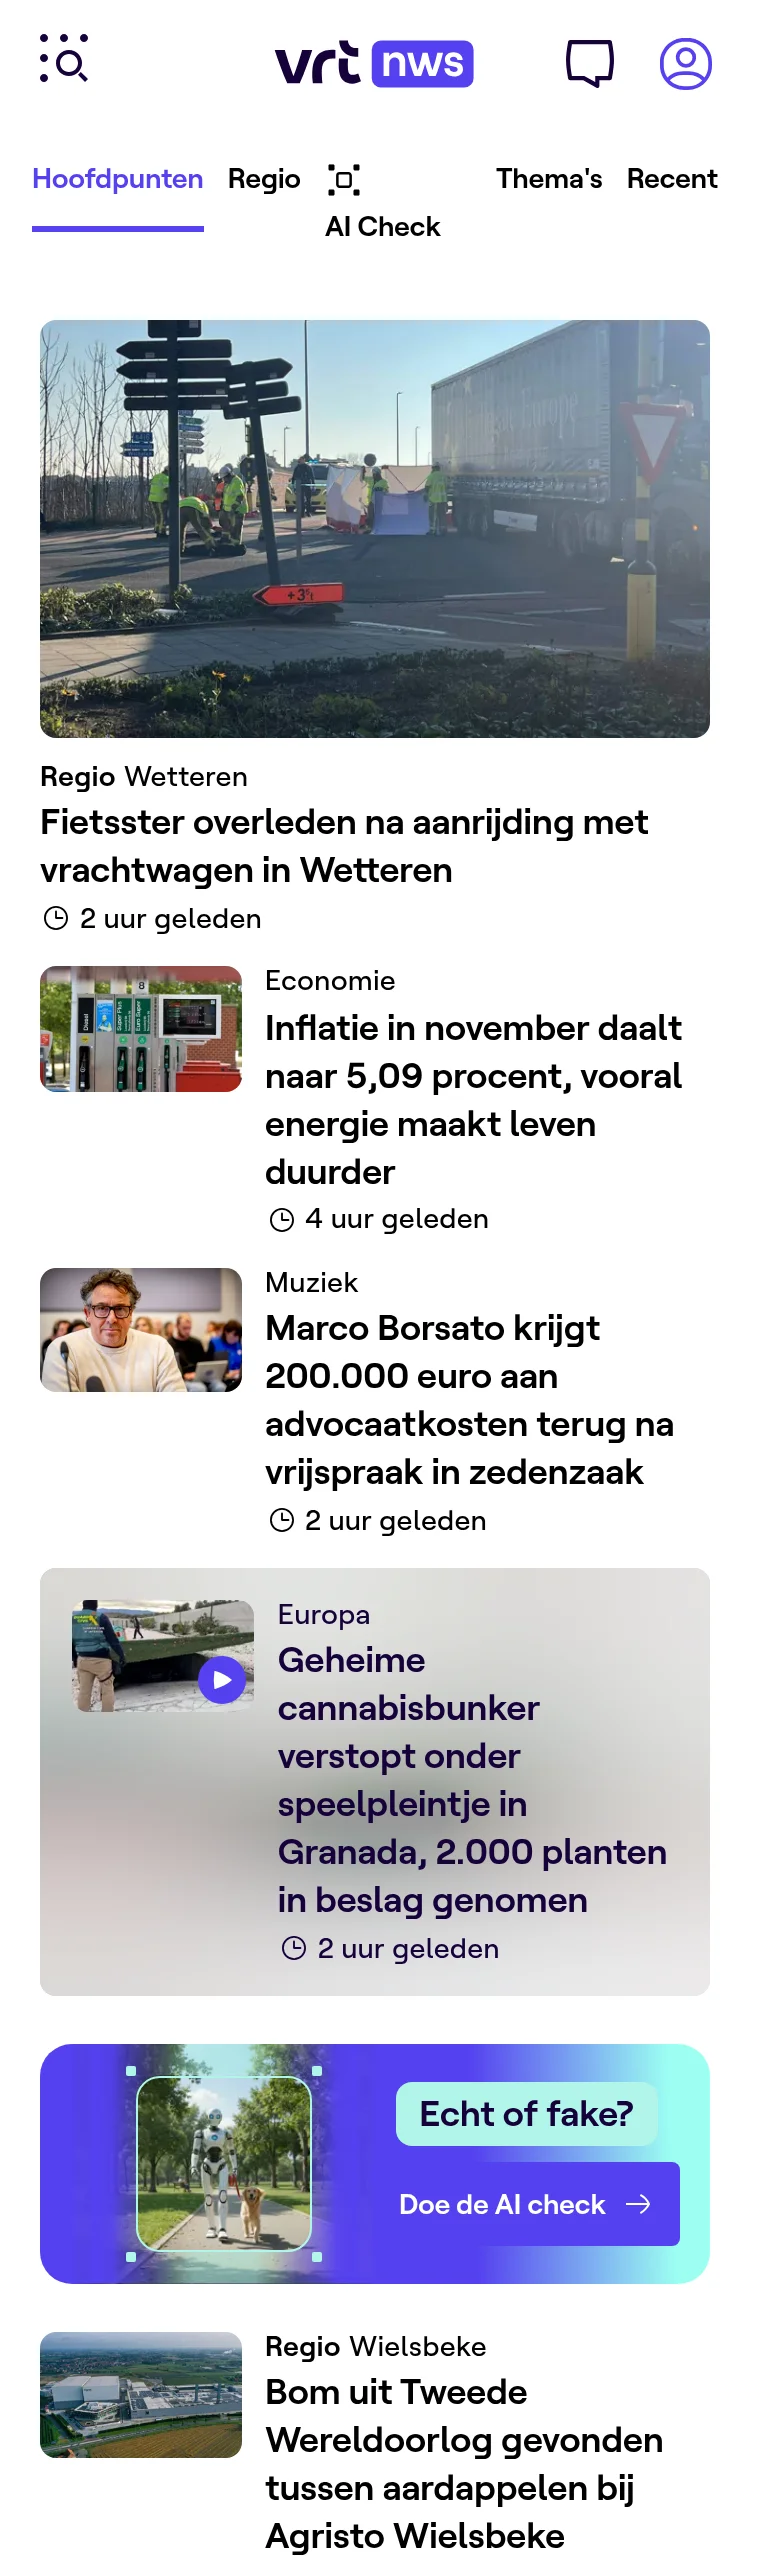 vrt nws
Hoofdpunten
Regio
AI Check
Thema's
Recent
Regio Wetteren
Fietsster overleden na aanrijding met
vrachtwagen in Wetteren
2 uur geleden
Economie
Inflatie in november daalt
naar 5,09 procent, vooral
energie maakt leven
duurder
4 uur geleden
Muziek
Marco Borsato krijgt
200.000 euro aan
advocaatkosten terug na
vrijspraak in zedenzaak
2 uur geleden
Europa
Geheime
cannabisbunker
verstopt onder
speelpleintje in
Granada, 2.000 planten
in beslag genomen
2 uur geleden
Echt of fake?
Doe de AI check
Regio Wielsbeke
Bom uit Tweede
Wereldoorlog gevonden
tussen aardappelen bij
Agristo Wielsbeke